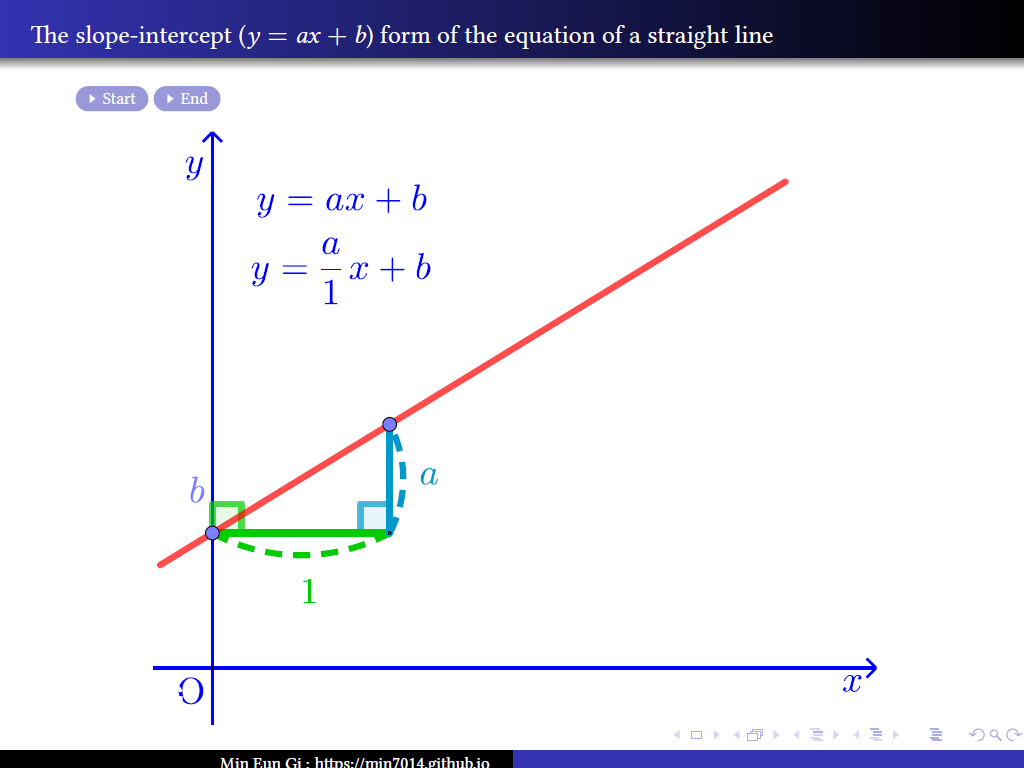 The slope-intercept (y = ax + b) form of the equation of a straight line
Start End
y
y = ax + b
y = a/1 x + b
b
a
1
O
x
Min Eun Gi : https://min7014.github.io